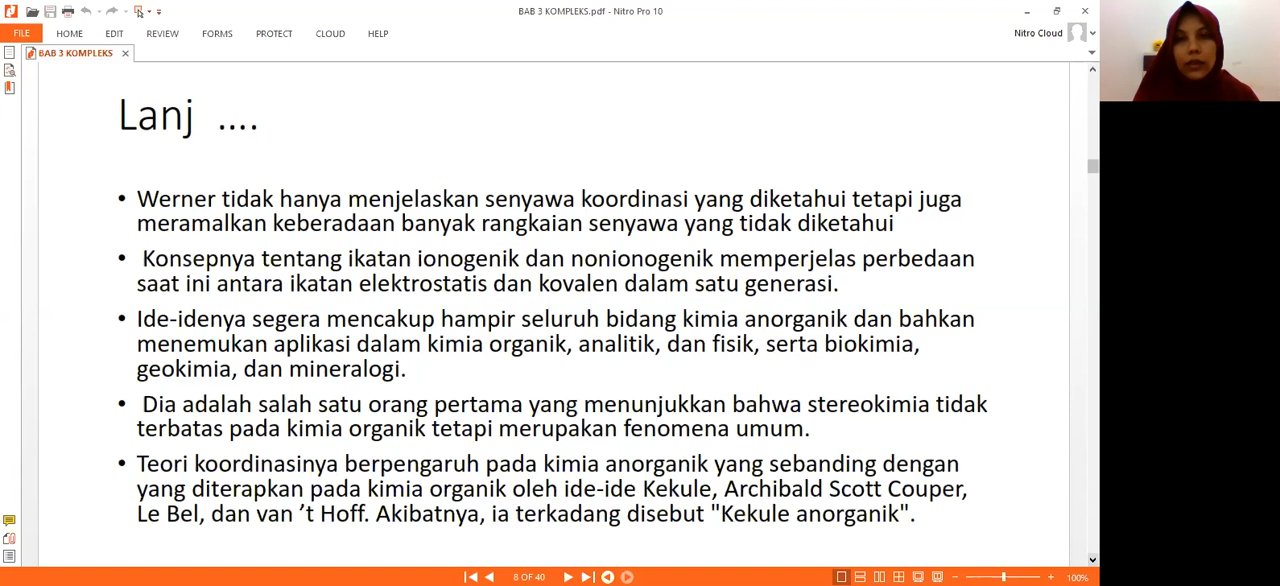 BAB 3 KOMPLEKS.pdf - Nitro Pro 10
FILE HOME EDIT REVIEW FORMS PROTECT CLOUD HELP
Nitro Cloud
BAB 3 KOMPLEKS
Lanj ....
• Werner tidak hanya menjelaskan senyawa koordinasi yang diketahui tetapi juga
meramalkan keberadaan banyak rangkaian senyawa yang tidak diketahui
• Konsepnya tentang ikatan ionogenik dan nonionogenik memperjelas perbedaan
saat ini antara ikatan elektrostatis dan kovalen dalam satu generasi.
• Ide-idenya segera mencakup hampir seluruh bidang kimia anorganik dan bahkan
menemukan aplikasi dalam kimia organik, analitik, dan fisik, serta biokimia,
geokimia, dan mineralogi.
• Dia adalah salah satu orang pertama yang menunjukkan bahwa stereokimia tidak
terbatas pada kimia organik tetapi merupakan fenomena umum.
• Teori koordinasinya berpengaruh pada kimia anorganik yang sebanding dengan
yang diterapkan pada kimia organik oleh ide-ide Kekule, Archibald Scott Couper,
Le Bel, dan van ’t Hoff. Akibatnya, ia terkadang disebut "Kekule anorganik".
8 OF 40
100%